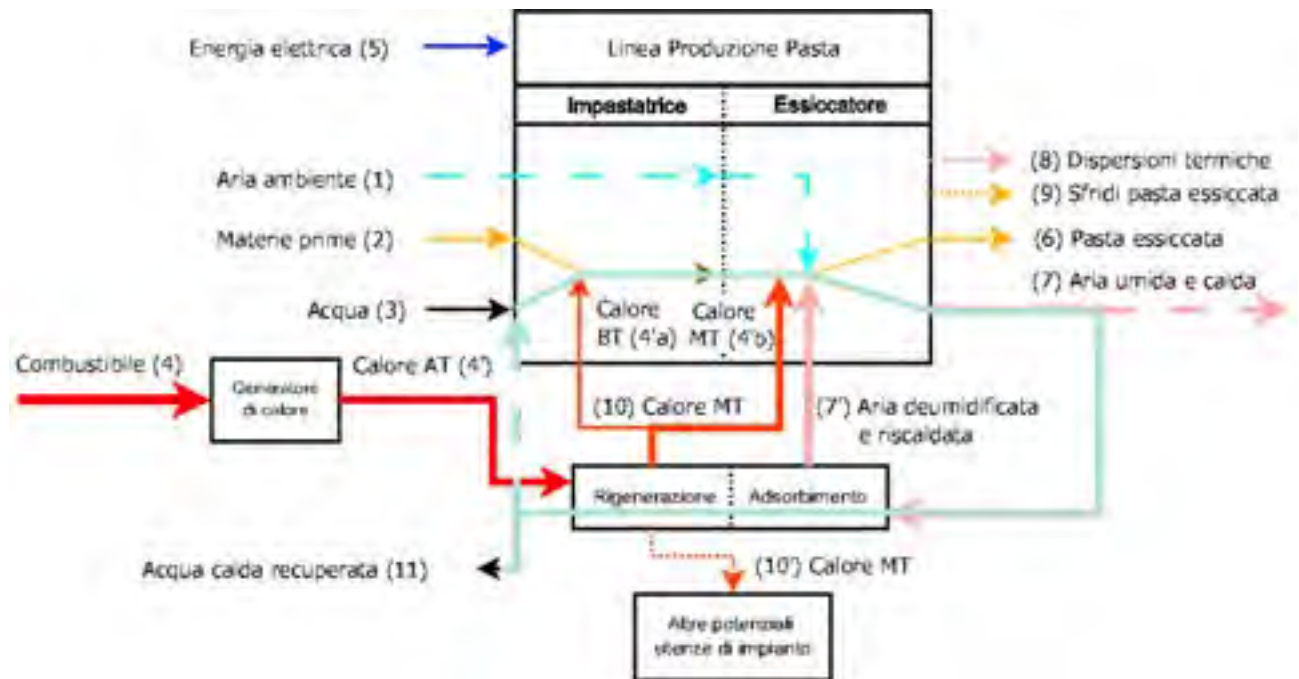 Energia elettrica (5)
Linea Produzione Pasta
Impastatrice
Essiccatore
Aria ambiente (1)
(8) Dispersioni termiche
(9) Sfridi pasta essiccata
Materie prime (2)
(6) Pasta essiccata
(7) Aria umida e calda
Acqua (3)
Calore
BT (4'a)
Calore
MT (4'b)
Combustibile (4)
Generatore
di calore
Calore AT (4')
(10) Calore MT
(7') Aria deumidificata
e riscaldata
Rigenerazione
Adsorbimento
Acqua calda recuperata (11)
(10') Calore MT
Altre potenziali
utenze di impianto